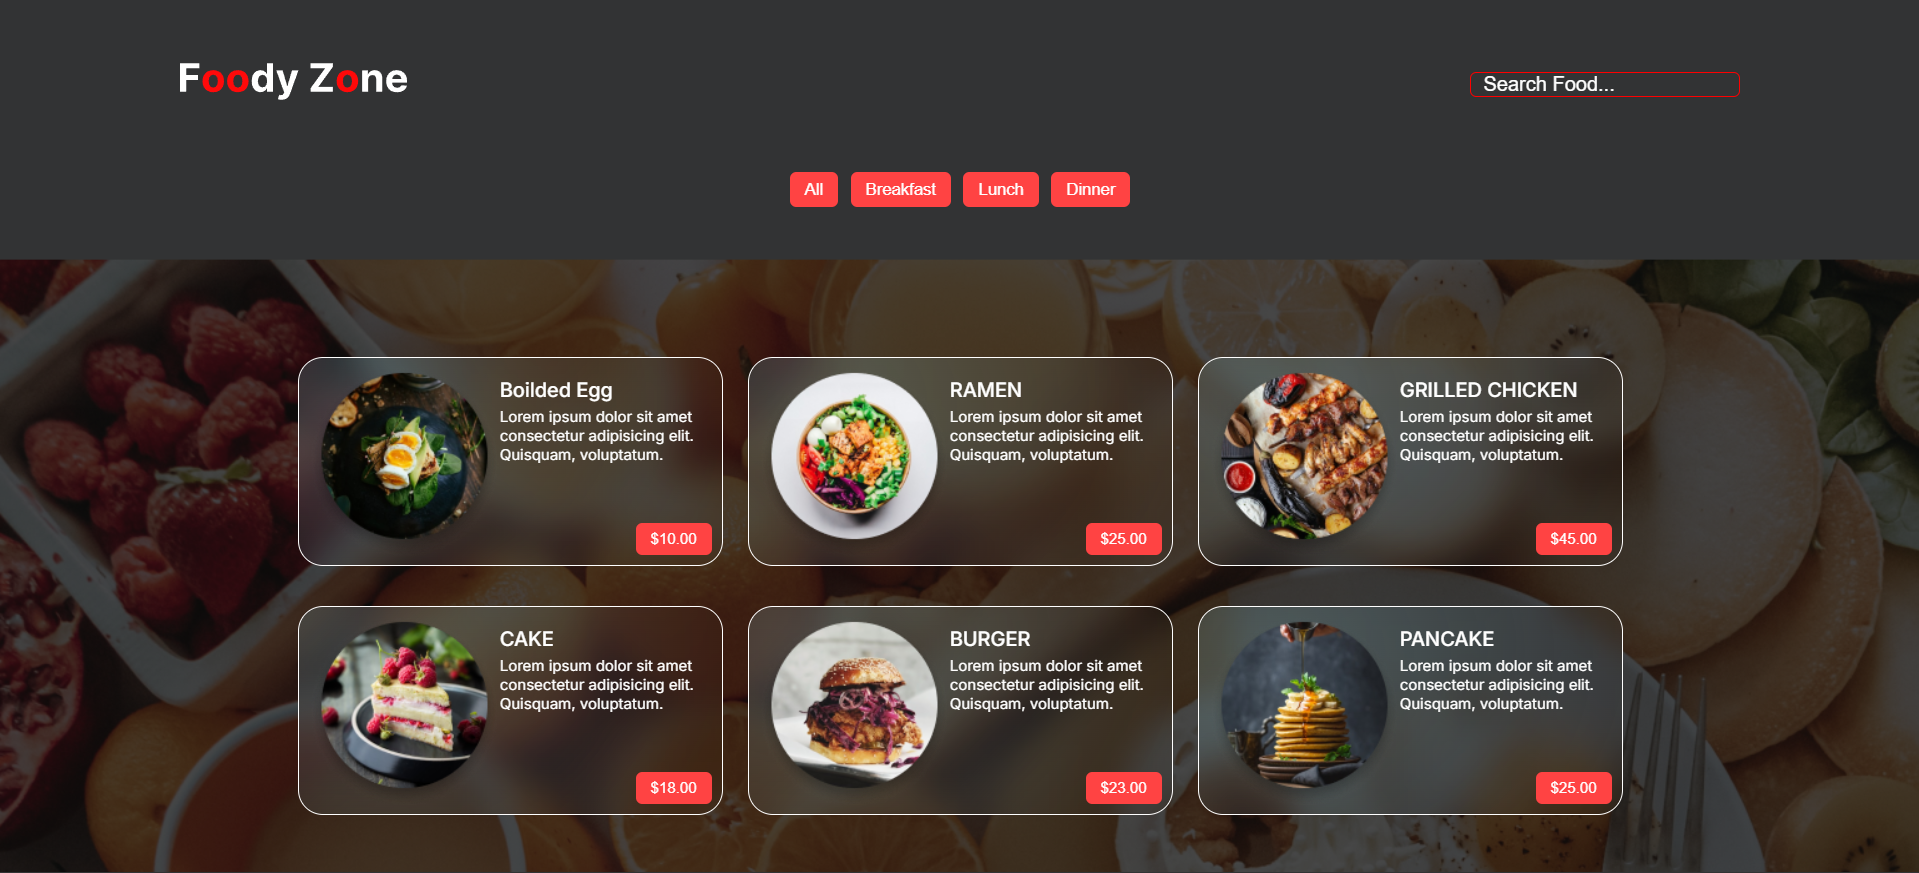 Foody Zone
Search Food...
All
Breakfast
Lunch
Dinner
Boilded Egg
Lorem ipsum dolor sit amet
consectetur adipisicing elit.
Quisquam, voluptatum.
$10.00
RAMEN
Lorem ipsum dolor sit amet
consectetur adipisicing elit.
Quisquam, voluptatum.
$25.00
GRILLED CHICKEN
Lorem ipsum dolor sit amet
consectetur adipisicing elit.
Quisquam, voluptatum.
$45.00
CAKE
Lorem ipsum dolor sit amet
consectetur adipisicing elit.
Quisquam, voluptatum.
$18.00
BURGER
Lorem ipsum dolor sit amet
consectetur adipisicing elit.
Quisquam, voluptatum.
$23.00
PANCAKE
Lorem ipsum dolor sit amet
consectetur adipisicing elit.
Quisquam, voluptatum.
$25.00